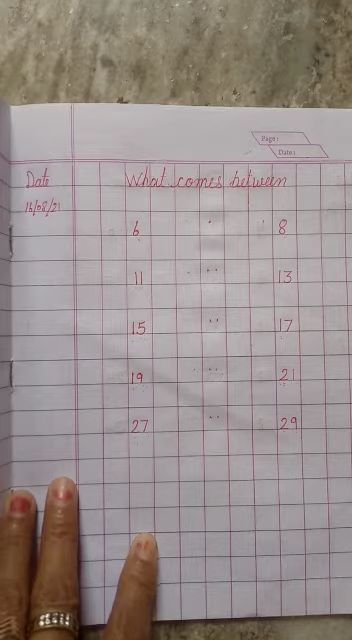 Page:
Date:
Date What comes between
16/08/21
6 8
11 13
15 17
19 21
27 29